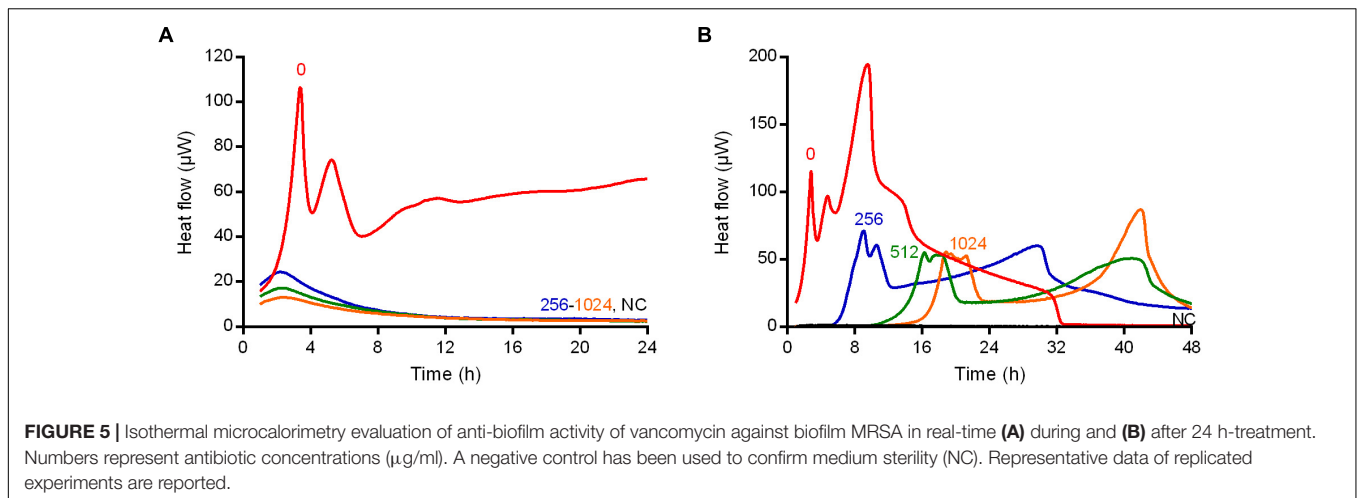 A
Heat flow (µW)
120
100
80
60
40
20
0
0
256-1024, NC
0 4 8 12 16 20 24
Time (h)
B
Heat flow (µW)
200
150
100
50
0
0
256
512
1024
NC
0 8 16 24 32 40 48
Time (h)
FIGURE 5 | Isothermal microcalorimetry evaluation of anti-biofilm activity of vancomycin against biofilm MRSA in real-time (A) during and (B) after 24 h-treatment.
Numbers represent antibiotic concentrations (µg/ml). A negative control has been used to confirm medium sterility (NC). Representative data of replicated
experiments are reported.